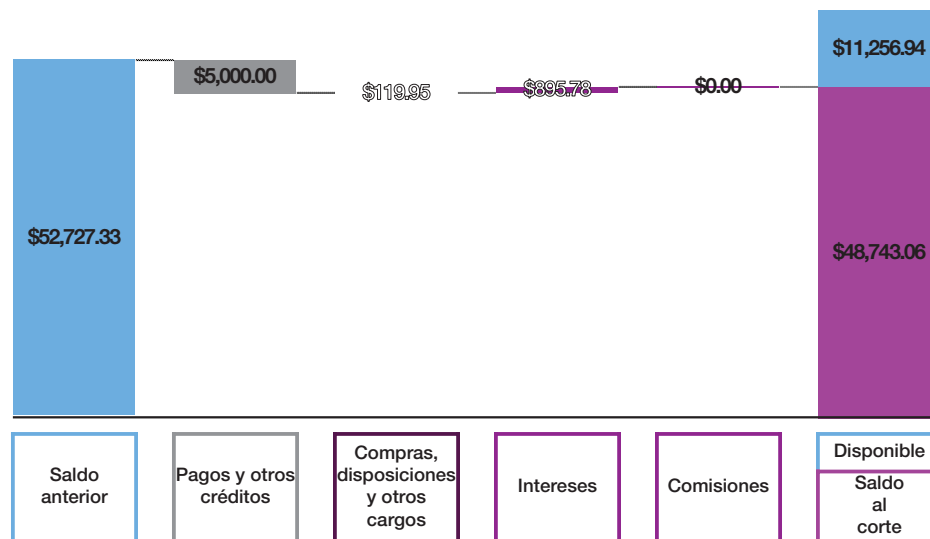 $11,256.94
$5,000.00
$119.95
$895.78
$0.00
$52,727.33
$48,743.06
Saldo
anterior
Pagos y otros
créditos
Compras,
disposiciones
y otros
cargos
Intereses
Comisiones
Disponible
Saldo
al
corte